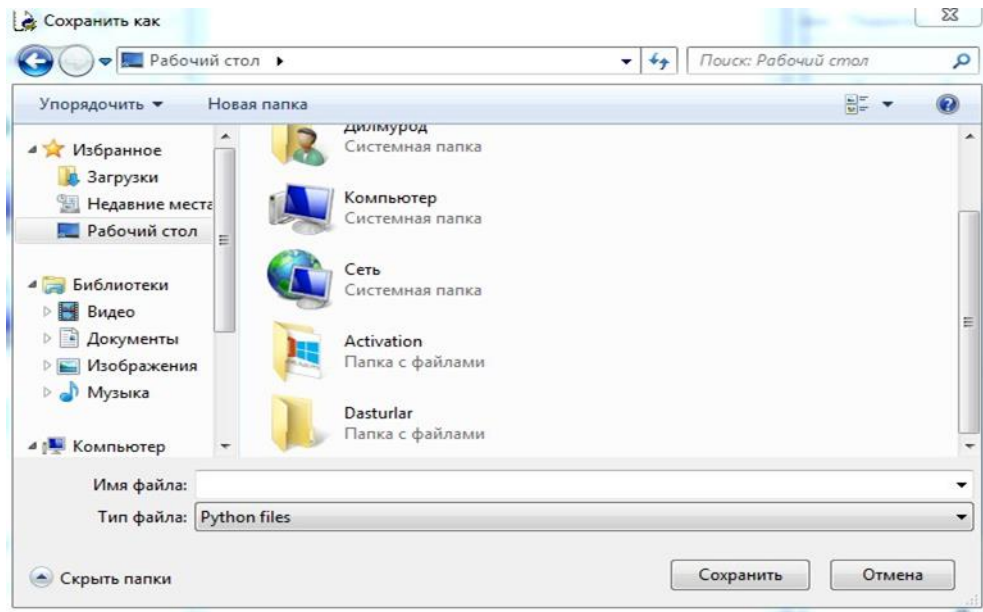 Сохранить как
Рабочий стол
Поиск: Рабочий стол
Упорядочить
Новая папка
Избранное
Загрузки
Недавние места
Рабочий стол
Библиотеки
Видео
Документы
Изображения
Музыка
Компьютер
Дилмурод
Системная папка
Компьютер
Системная папка
Сеть
Системная папка
Activation
Папка с файлами
Dasturlar
Папка с файлами
Имя файла:
Тип файла: Python files
Скрыть папки
Сохранить
Отмена